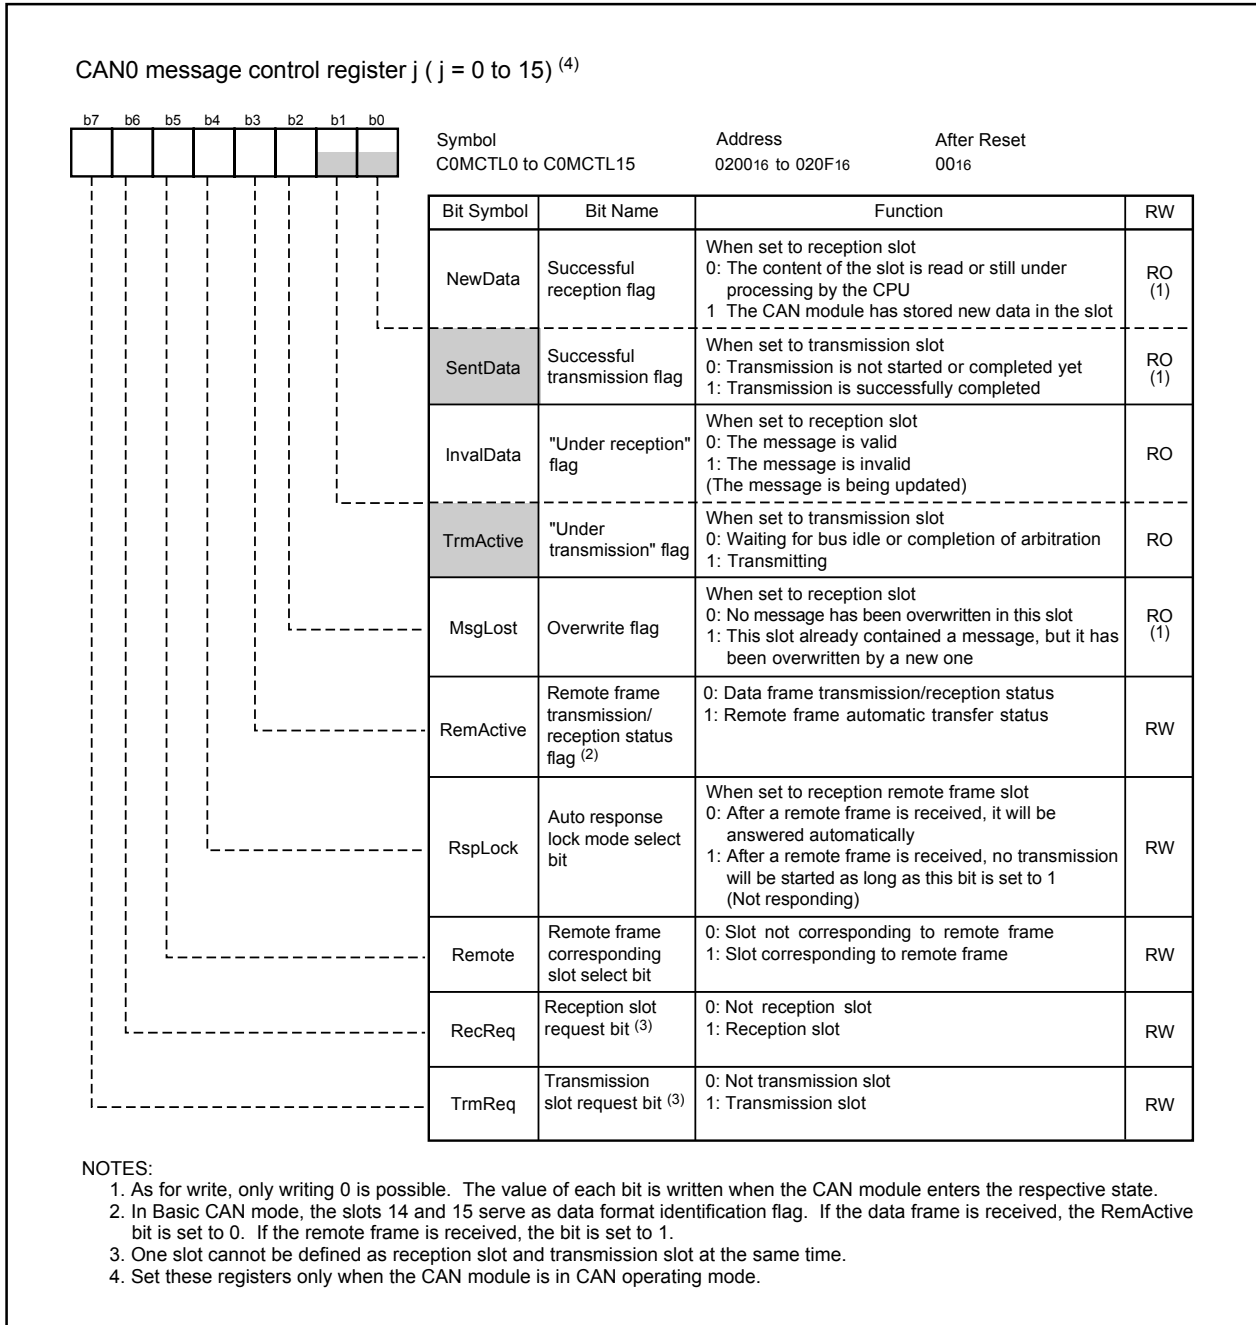 CAN0 message control register j ( j = 0 to 15) (4)
b7 b6 b5 b4 b3 b2 b1 b0
Symbol Address After Reset
C0MCTL0 to C0MCTL15 020016 to 020F16 0016
Bit Symbol Bit Name Function RW
NewData
Successful
reception flag
When set to reception slot
0: The content of the slot is read or still under
processing by the CPU
1 The CAN module has stored new data in the slot
RO
(1)
SentData
Successful
transmission flag
When set to transmission slot
0: Transmission is not started or completed yet
1: Transmission is successfully completed
RO
(1)
InvalData
"Under reception"
flag
When set to reception slot
0: The message is valid
1: The message is invalid
(The message is being updated)
RO
TrmActive
"Under
transmission" flag
When set to transmission slot
0: Waiting for bus idle or completion of arbitration
1: Transmitting
RO
MsgLost
Overwrite flag
When set to reception slot
0: No message has been overwritten in this slot
1: This slot already contained a message, but it has
been overwritten by a new one
RO
(1)
RemActive
Remote frame
transmission/
reception status
flag (2)
0: Data frame transmission/reception status
1: Remote frame automatic transfer status
RW
RspLock
Auto response
lock mode select
bit
When set to reception remote frame slot
0: After a remote frame is received, it will be
answered automatically
1: After a remote frame is received, no transmission
will be started as long as this bit is set to 1
(Not responding)
RW
Remote
Remote frame
corresponding
slot select bit
0: Slot not corresponding to remote frame
1: Slot corresponding to remote frame
RW
RecReq
Reception slot
request bit (3)
0: Not reception slot
1: Reception slot
RW
TrmReq
Transmission
slot request bit (3)
0: Not transmission slot
1: Transmission slot
RW
NOTES:
1. As for write, only writing 0 is possible. The value of each bit is written when the CAN module enters the respective state.
2. In Basic CAN mode, the slots 14 and 15 serve as data format identification flag. If the data frame is received, the RemActive
bit is set to 0. If the remote frame is received, the bit is set to 1.
3. One slot cannot be defined as reception slot and transmission slot at the same time.
4. Set these registers only when the CAN module is in CAN operating mode.